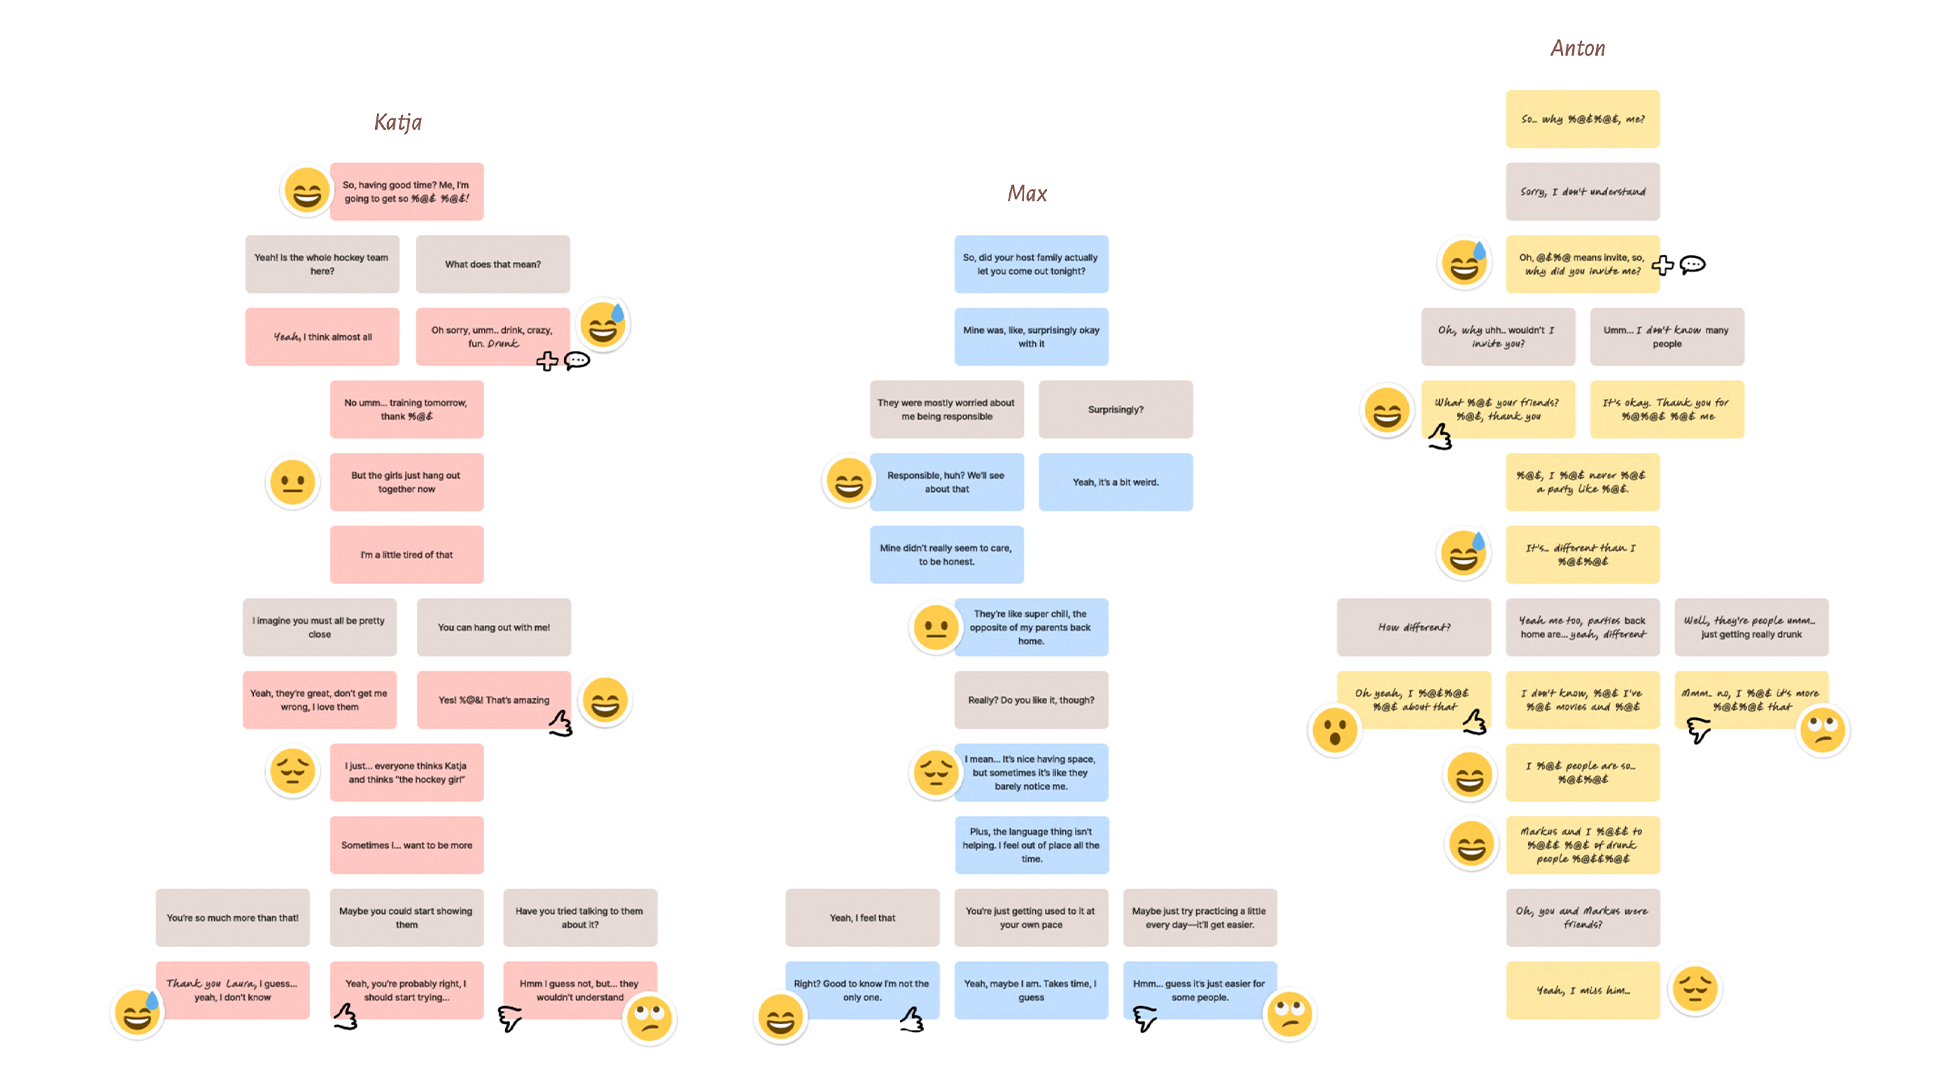 Katja
So, having good time? Me, I'm
going to get so %@£ %@£!
Yeah! Is the whole hockey team
here?
What does that mean?
Yeah, I think almost all
Oh sorry, umm.. drink, crazy,
fun. Drunk
No umm... training tomorrow,
thank %@£
But the girls just hang out
together now
I'm a little tired of that
I imagine you must all be pretty
close
You can hang out with me!
Yeah, they're great, don't get me
wrong, I love them
Yes! %@&! That's amazing
I just... everyone thinks Katja
and thinks "the hockey girl"
Sometimes I... want to be more
You're so much more than that!
Maybe you could start showing
them
Have you tried talking to them
about it?
Thank you Laura, I guess...
yeah, I don't know
Yeah, you're probably right, I
should start trying...
Hmm I guess not, but... they
wouldn't understand
Max
So, did your host family actually
let you come out tonight?
Mine was, like, surprisingly okay
with it
They were mostly worried about
me being responsible
Surprisingly?
Responsible, huh? We'll see
about that
Yeah, it's a bit weird.
Mine didn't really seem to care,
to be honest.
They're like super chill, the
opposite of my parents back
home.
Really? Do you like it, though?
I mean... It's nice having space,
but sometimes it's like they
barely notice me.
Plus, the language thing isn't
helping. I feel out of place all the
time.
Yeah, I feel that
You're just getting used to it at
your own pace
Maybe just try practicing a little
every day—it'll get easier.
Right? Good to know I'm not the
only one.
Yeah, maybe I am. Takes time, I
guess
Hmm... guess it's just easier for
some people.
Anton
So... why %@£%@£, me?
Sorry, I don't understand
Oh, @£%@ means invite, so,
why did you invite me?
Oh, why uhh.. wouldn't I
invite you?
Umm... I don't know many
people
What %@£ your friends?
%@£, thank you
It's okay. Thank you for
%@%@£ %@£ me
%@£, I %@£ never %@£
a party like %@£.
It's... different than I
%@£%@£
How different?
Yeah me too, parties back
home are... yeah, different
Well, they're people umm...
just getting really drunk
Oh yeah, I %@£%@£
%@£ about that
I don't know, %@£ I've
%@£ movies and %@£
Mmm.. no, I %@£ it's more
%@£%@£ that
I %@£ people are so...
%@£%@£
Markus and I %@££ to
%@££ %@£ of drunk
people %@££%@£
Oh, you and Markus were
friends?
Yeah, I miss him...